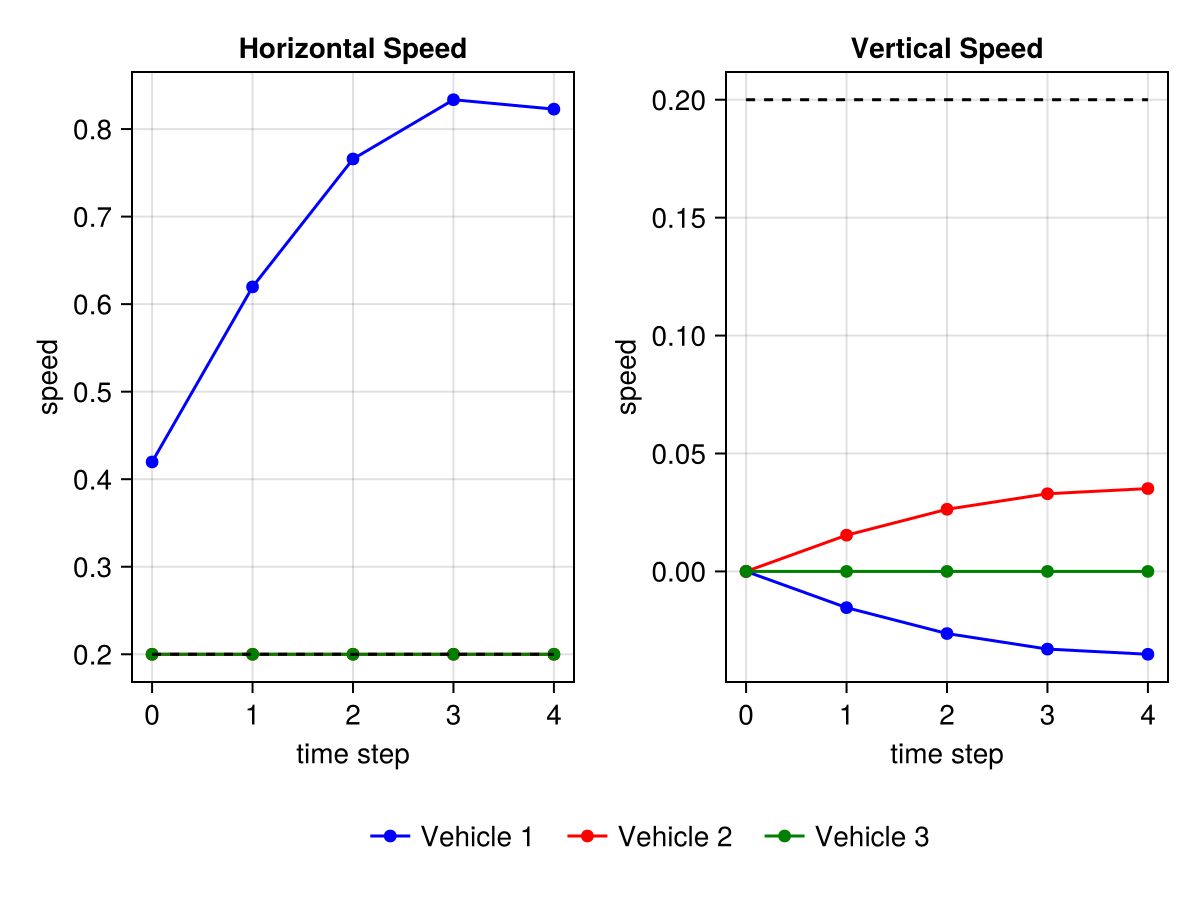 Horizontal Speed
speed
0.8
0.7
0.6
0.5
0.4
0.3
0.2
0 1 2 3 4
time step
Vertical Speed
speed
0.20
0.15
0.10
0.05
0.00
0 1 2 3 4
time step
Vehicle 1 Vehicle 2 Vehicle 3